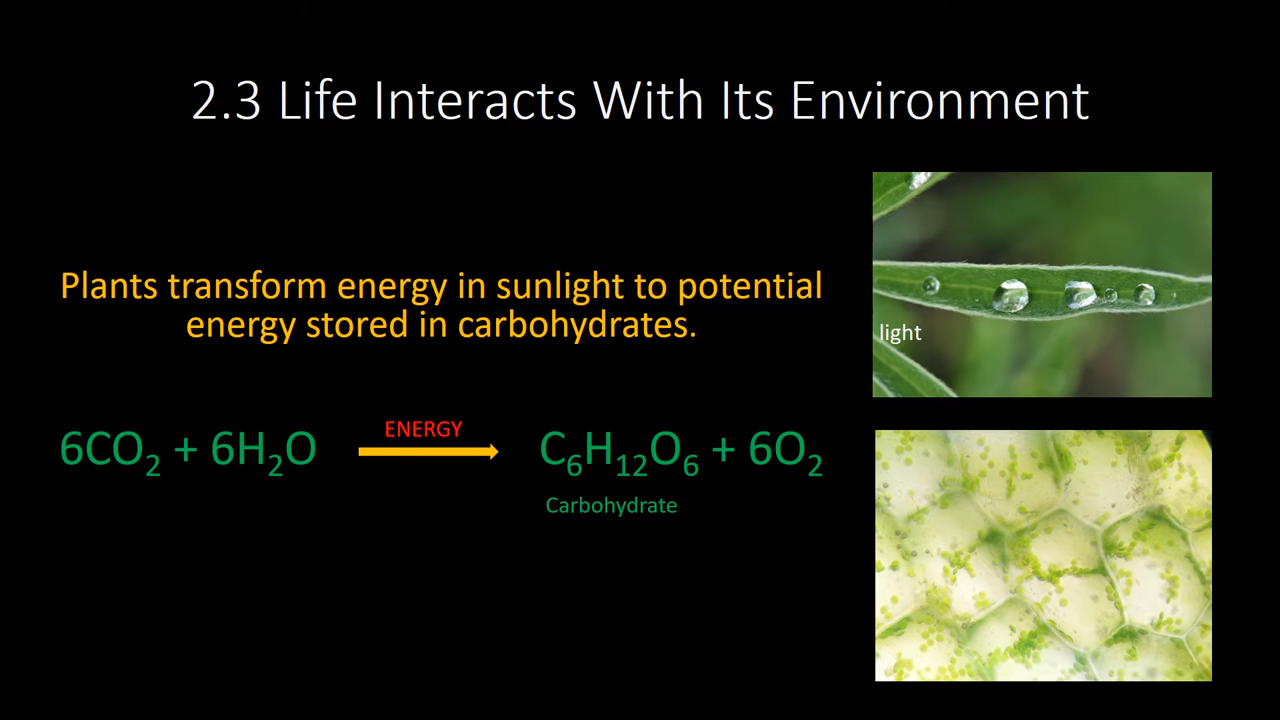 2.3 Life Interacts With Its Environment
Plants transform energy in sunlight to potential
energy stored in carbohydrates.
light
ENERGY
6CO₂ + 6H₂O C₆H₁₂O₆ + 6O₂
Carbohydrate